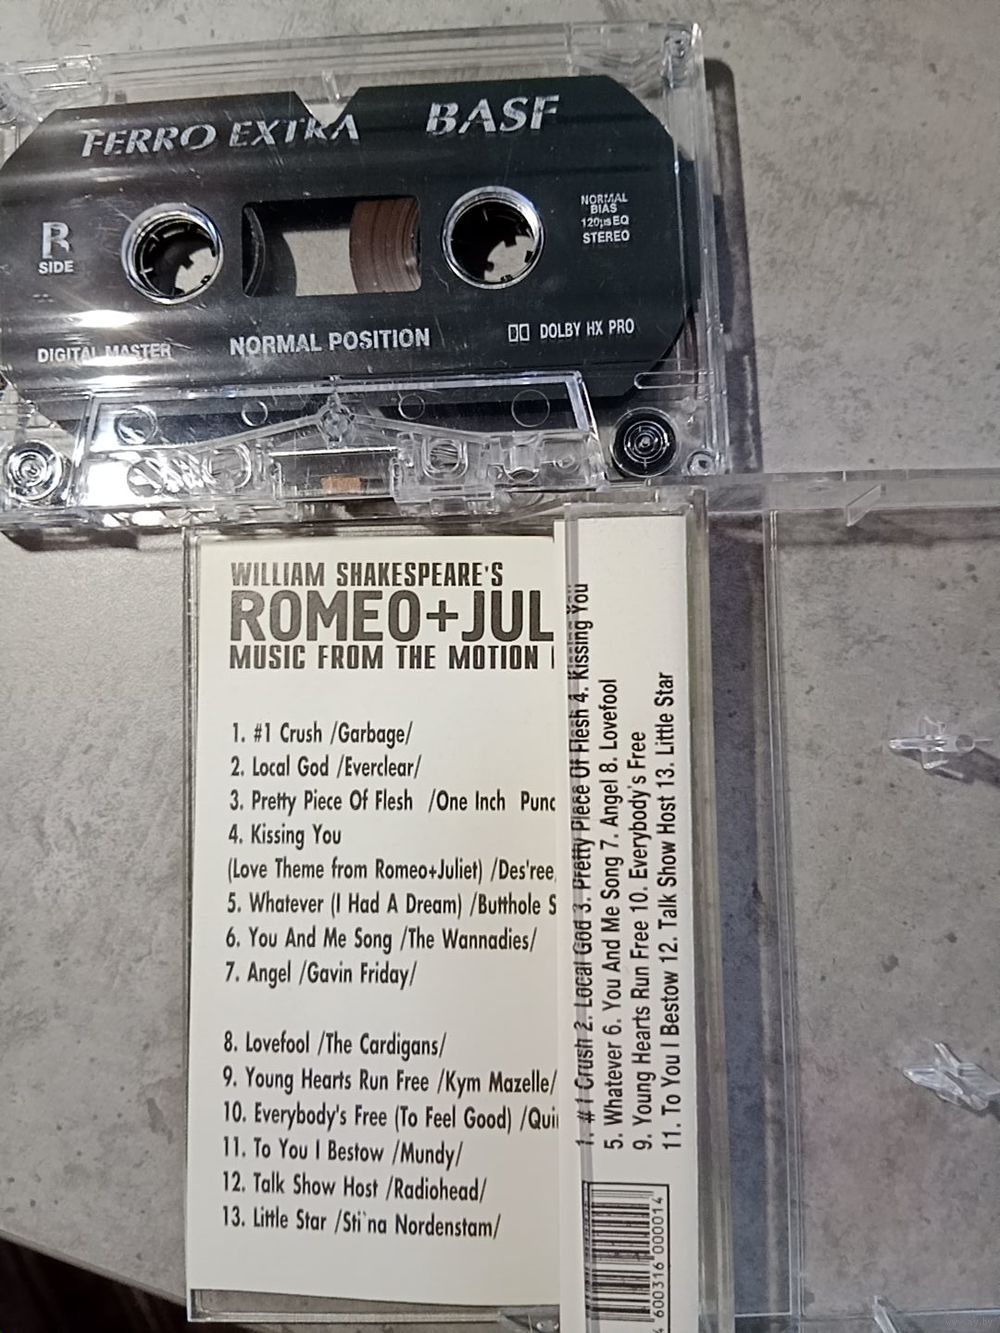 FERRO EXTRA BASF
R
SIDE
NORMAL
BIAS
120µs EQ
STEREO
DIGITAL MASTER
NORMAL POSITION
DOLBY HX PRO
WILLIAM SHAKESPEARE'S
ROMEO+JUL
MUSIC FROM THE MOTION
1. #1 Crush /Garbage/
2. Local God /Everclear/
3. Pretty Piece Of Flesh /One Inch Punc
4. Kissing You
(Love Theme from Romeo+Juliet) /Des'ree
5. Whatever (I Had A Dream) /Butthole S
6. You And Me Song /The Wannadies/
7. Angel /Gavin Friday/
8. Lovefool /The Cardigans/
9. Young Hearts Run Free /Kym Mazelle/
10. Everybody's Free (To Feel Good) /Qui
11. To You I Bestow /Mundy/
12. Talk Show Host /Radiohead/
13. Little Star /Sti`na Nordenstam/
1. #1 Crush 2. Local God 3. Pretty Piece Of Flesh 4. Kissing You
5. Whatever 6. You And Me Song 7. Angel 8. Lovefool
9. Young Hearts Run Free 10. Everybody's Free
11. To You I Bestow 12. Talk Show Host 13. Little Star
4 600316 000014